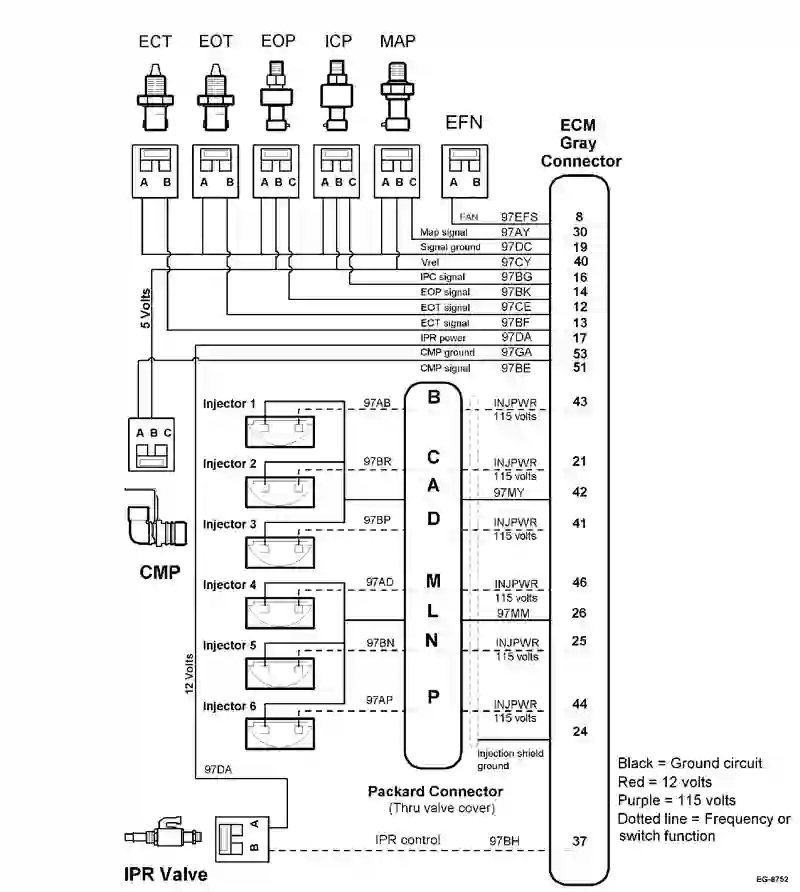 ECT EOT EOP ICP MAP
EFN
ECM
Gray
Connector
A B
A B
A B C
A B C
A B C
A B
FAN 97EFS 8
Map signal 97AY 30
Signal ground 97DC 19
Vref 97CY 40
IPC signal 97BG 16
EOP signal 97BK 14
EOT signal 97CE 12
ECT signal 97BF 13
IPR power 97DA 17
CMP ground 97GA 53
CMP signal 97BE 51
5 Volts
A B C
CMP
Injector 1 97AB B INJPWR 43
115 volts
Injector 2 97BR C INJPWR 21
115 volts
A 97MY 42
Injector 3 97BP D INJPWR 41
115 volts
Injector 4 97AD M INJPWR 46
115 volts
L 97MM 26
Injector 5 97BN N INJPWR 25
115 volts
Injector 6 97AP P INJPWR 44
115 volts
24
Injection shield
ground
12 Volts
97DA
Packard Connector
(Thru valve cover)
A
B
IPR control 97BH 37
IPR Valve
Black = Ground circuit
Red = 12 volts
Purple = 115 volts
Dotted line = Frequency or
switch function
EG-8752